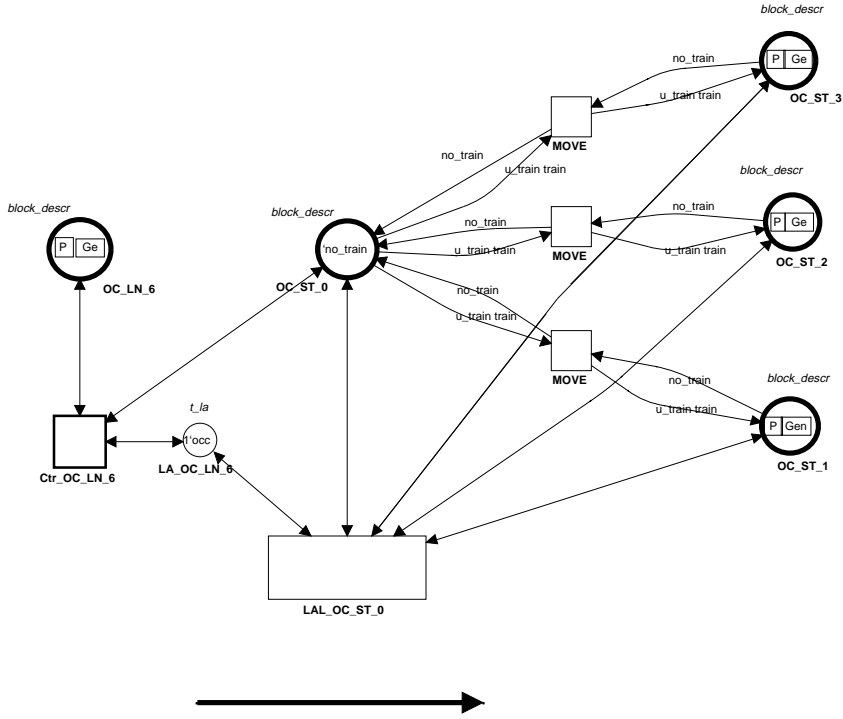 block_descr
P Ge
OC_ST_3
no_train
u_train train
MOVE
no_train
u_train train
block_descr
P Ge
OC_ST_2
no_train
u_train train
MOVE
no_train
u_train train
block_descr
'no_train
OC_ST_0
block_descr
P Ge
OC_LN_6
no_train
u_train train
MOVE
no_train
u_train train
block_descr
P Gen
OC_ST_1
t_la
1'occ
LA_OC_LN_6
Ctr_OC_LN_6
LAL_OC_ST_0